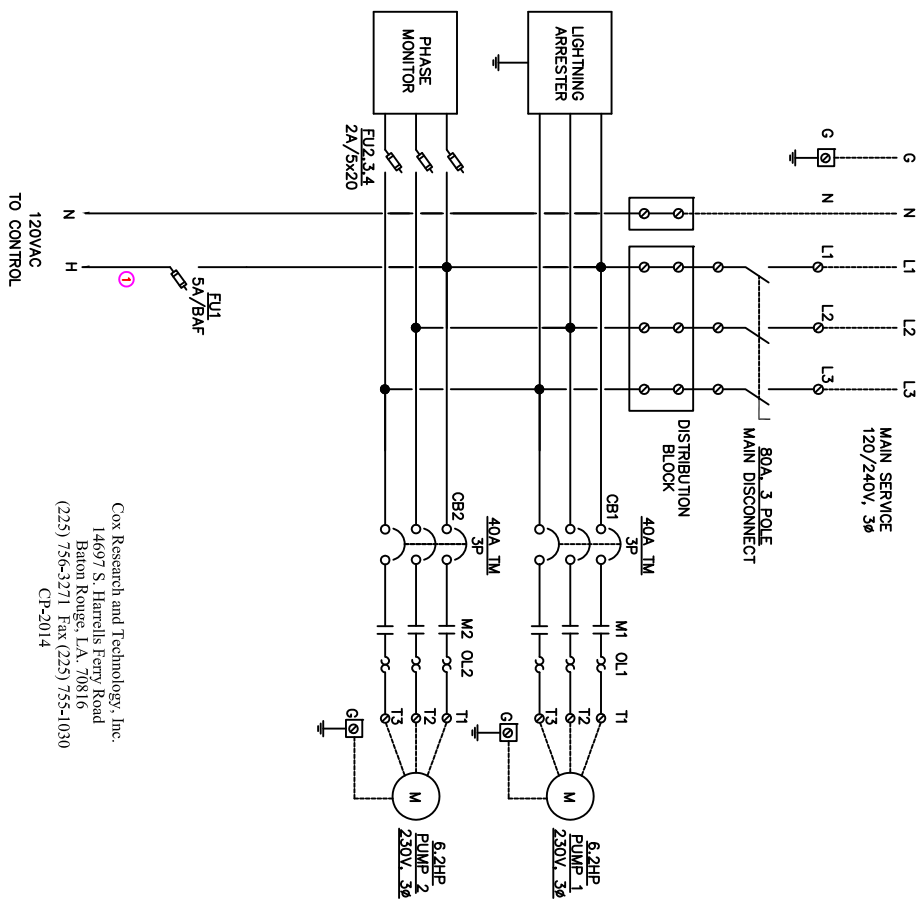 MAIN SERVICE
120/240V, 3Ø
G
N
L1
L2
L3
G
N
L1
L2
L3
80A, 3 POLE
MAIN DISCONNECT
DISTRIBUTION
BLOCK
LIGHTNING
ARRESTER
40A TM
3P
CB1
M1
OL1
T1
T2
T3
G
M
6.2HP
PUMP 1
230V, 3Ø
PHASE
MONITOR
FU2,3,4
2A/5x20
40A TM
3P
CB2
M2
OL2
T1
T2
T3
G
M
6.2HP
PUMP 2
230V, 3Ø
FU1
5A/BAF
1
N
H
120VAC
TO CONTROL
Cox Research and Technology, Inc.
14697 S. Harrells Ferry Road
Baton Rouge, LA. 70816
(225) 756-3271 Fax (225) 755-1030
CP-2014